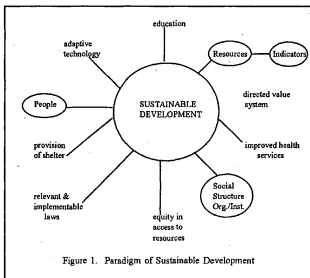 education
adaptive
technology
Resources
Indicators
People
SUSTAINABLE
DEVELOPMENT
directed value
system
provision
of shelter
improved health
services
relevant &
implementable
laws
equity in
access to
resources
Social
Structure
Org./Inst.
Figure 1. Paradigm of Sustainable Development